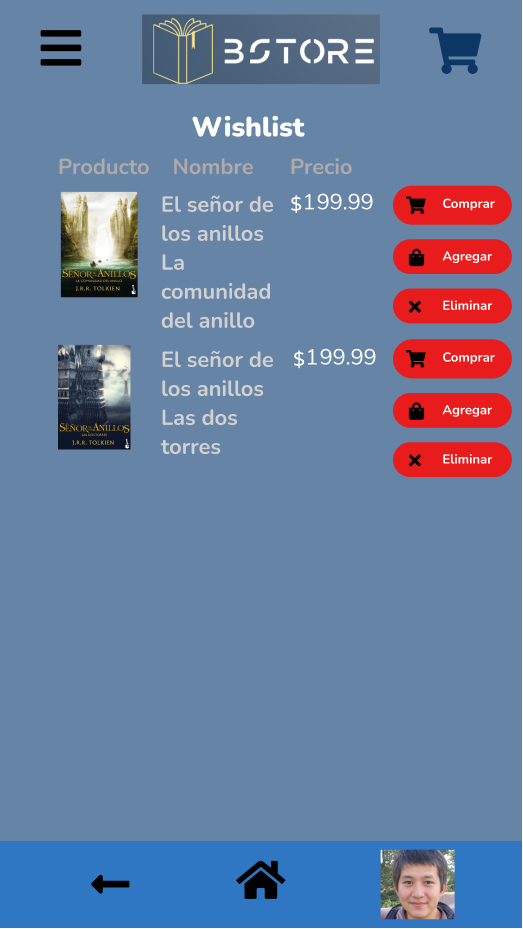 BSTORE
Wishlist
Producto Nombre Precio
SEÑOR DE LOS ANILLOS
LA COMUNIDAD DEL ANILLO
J.R.R. TOLKIEN
El señor de
los anillos
La
comunidad
del anillo
$199.99
Comprar
Agregar
Eliminar
SEÑOR DE LOS ANILLOS
LAS DOS TORRES
J.R.R. TOLKIEN
El señor de
los anillos
Las dos
torres
$199.99
Comprar
Agregar
Eliminar